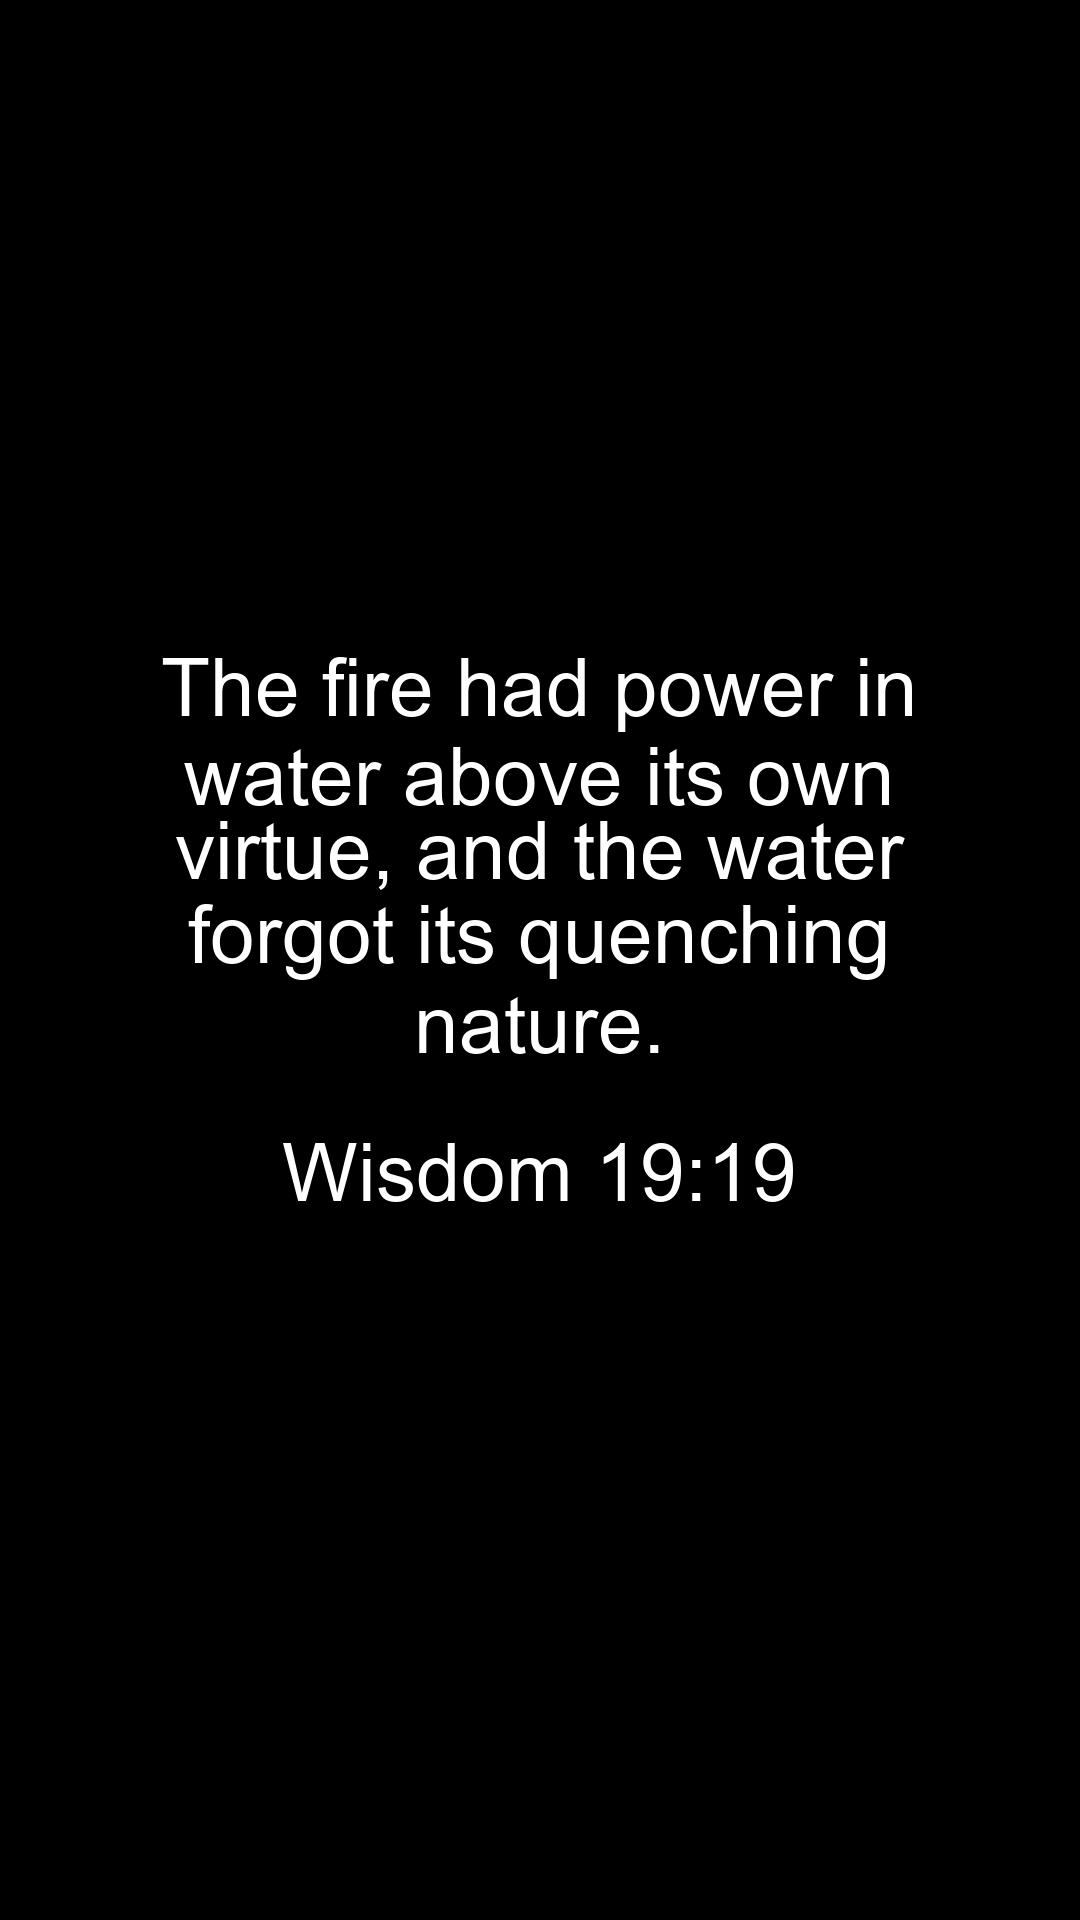 The fire had power in
water above its own
virtue, and the water
forgot its quenching
nature.
Wisdom 19:19